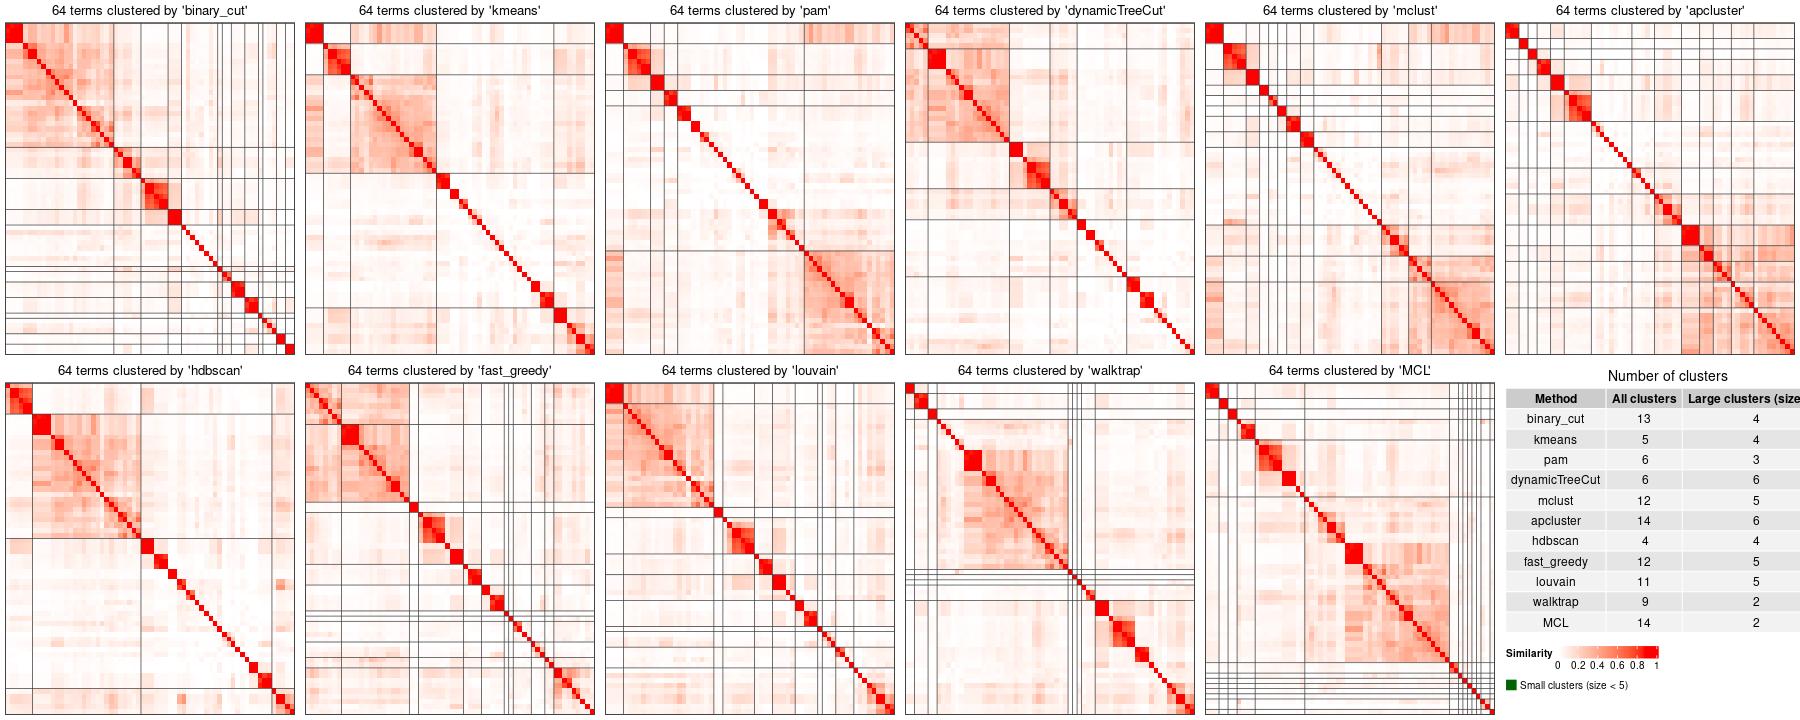 64 terms clustered by 'binary_cut'
64 terms clustered by 'kmeans'
64 terms clustered by 'pam'
64 terms clustered by 'dynamicTreeCut'
64 terms clustered by 'mclust'
64 terms clustered by 'apcluster'
64 terms clustered by 'hdbscan'
64 terms clustered by 'fast_greedy'
64 terms clustered by 'louvain'
64 terms clustered by 'walktrap'
64 terms clustered by 'MCL'
Number of clusters
Method All clusters Large clusters (size
binary_cut 13 4
kmeans 5 4
pam 6 3
dynamicTreeCut 6 6
mclust 12 5
apcluster 14 6
hdbscan 4 4
fast_greedy 12 5
louvain 11 5
walktrap 9 2
MCL 14 2
Similarity
0 0.2 0.4 0.6 0.8 1
Small clusters (size < 5)